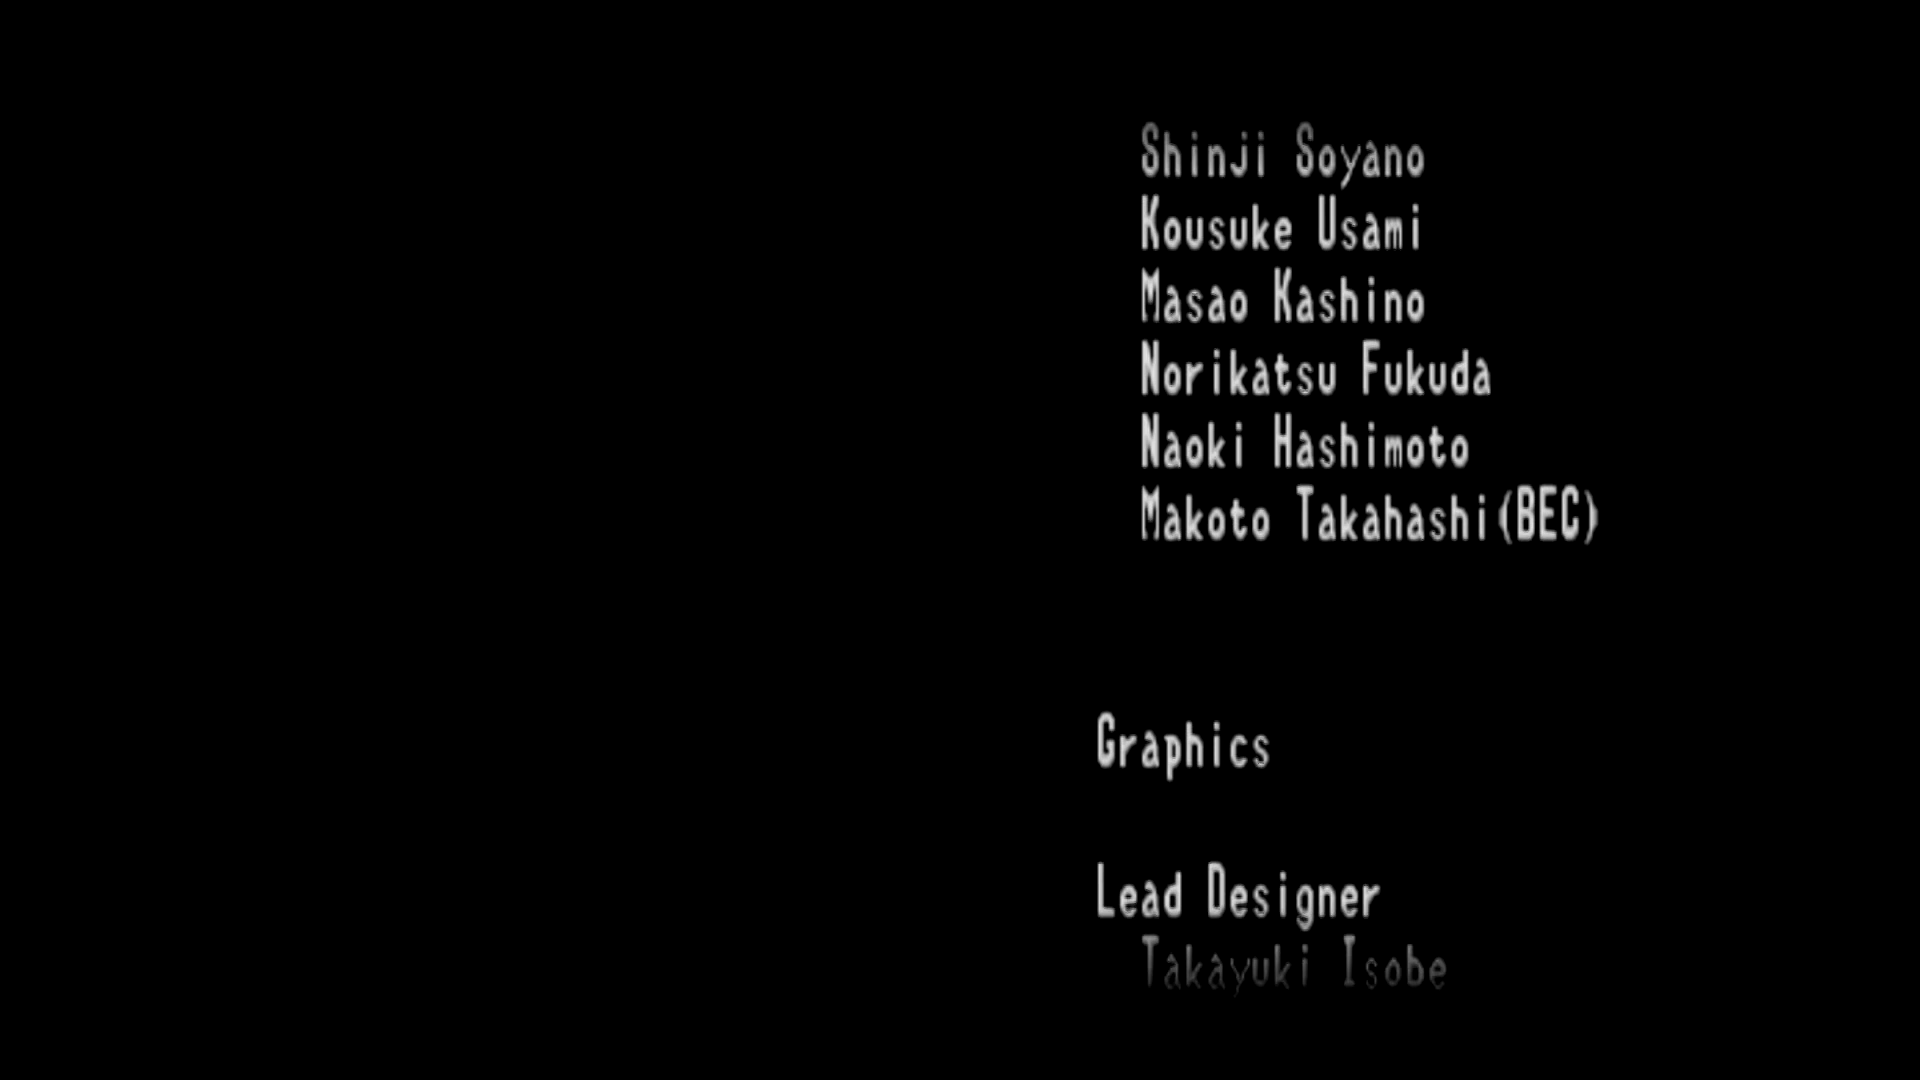 Shinji Soyano
Kousuke Usami
Masao Kashino
Norikatsu Fukuda
Naoki Hashimoto
Makoto Takahashi(BEC)
Graphics
Lead Designer
Takayuki Isobe